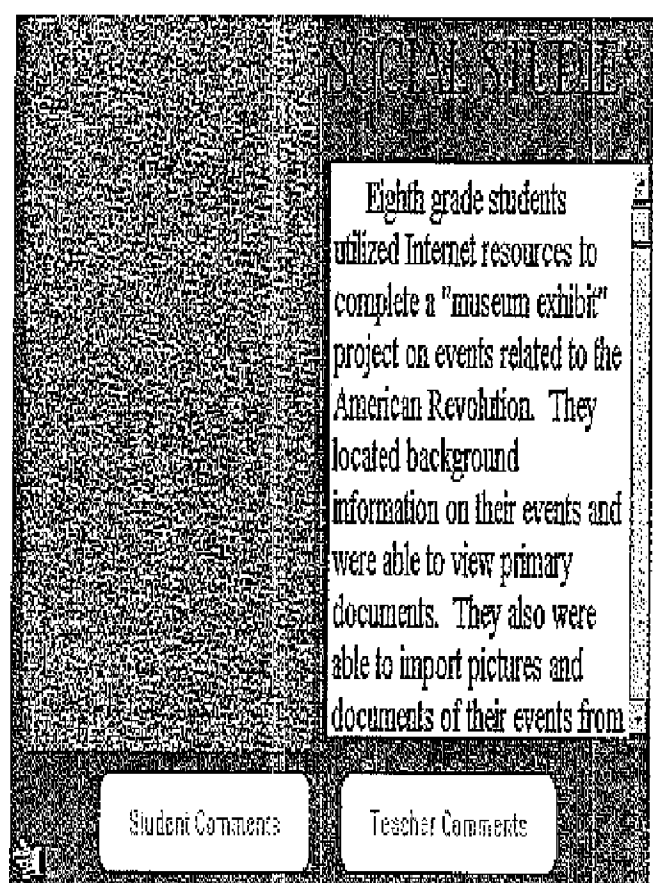 SOCIAL STUDIES
Eighth grade students
utilized Internet resources to
complete a "museum exhibit"
project on events related to the
American Revolution. They
located background
information on their events and
were able to view primary
documents. They also were
able to import pictures and
documents of their events from
Student Comments
Teacher Comments